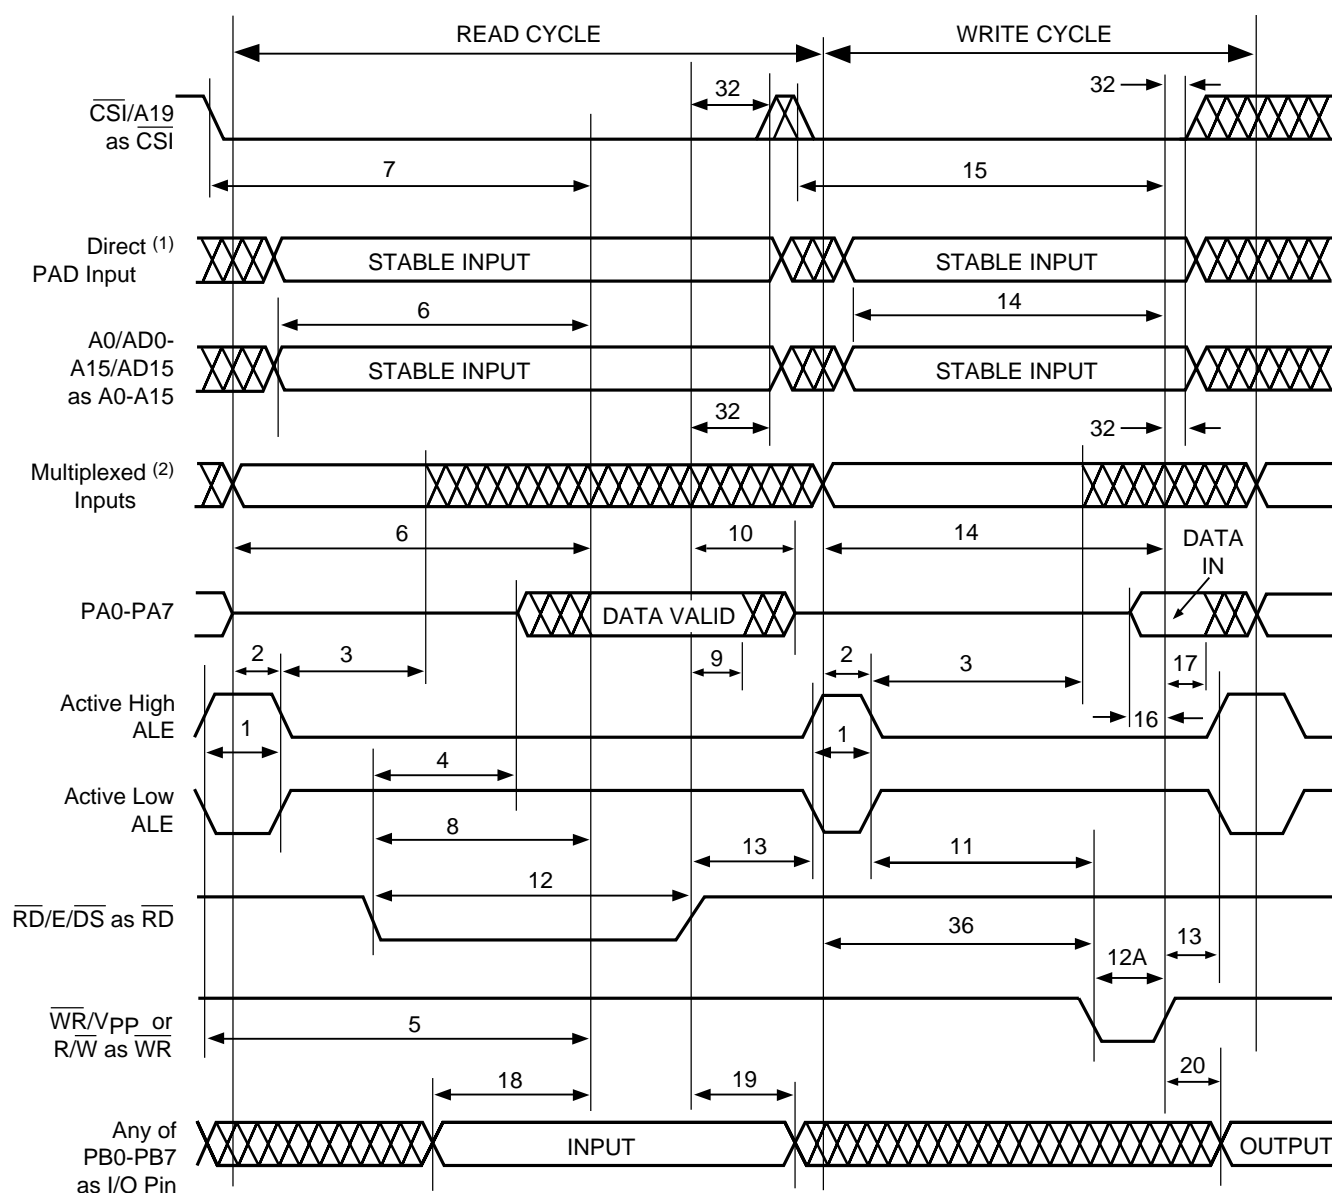 READ CYCLE
WRITE CYCLE
32
32
CSI/A19
as CSI
7
15
Direct (1)
PAD Input
STABLE INPUT
STABLE INPUT
6
14
A0/AD0-
A15/AD15
as A0-A15
STABLE INPUT
STABLE INPUT
32
32
Multiplexed (2)
Inputs
6
10
14
DATA
IN
PA0-PA7
DATA VALID
2
3
9
2
3
17
Active High
ALE
1
1
16
4
Active Low
ALE
8
13
11
12
RD/E/DS as RD
36
13
12A
WR/VPP or
R/W as WR
5
18
19
20
Any of
PB0-PB7
as I/O Pin
INPUT
OUTPUT